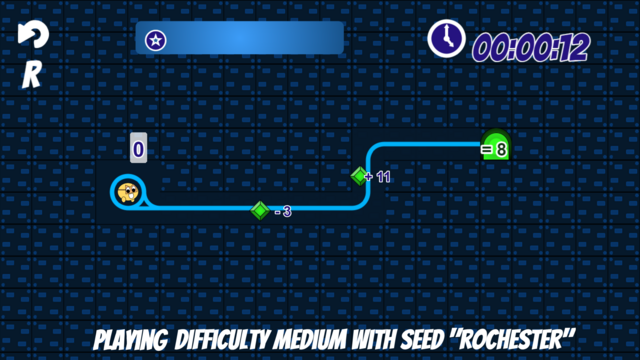 R
00:00:12
0
= 8
+ 11
- 3
PLAYING DIFFICULTY MEDIUM WITH SEED "ROCHESTER"